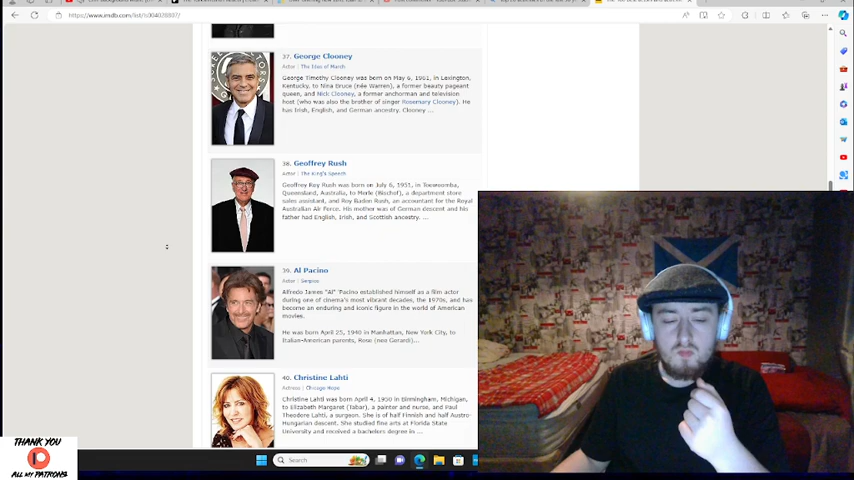 https://www.imdb.com/list/
37. George Clooney
Actor | The Ides of March
George Timothy Clooney was born on May 6, 1961, in Lexington,
Kentucky, to Nina Bruce (née Warren), a former beauty pageant
queen, and Nick Clooney, a former anchorman and television
host (who was also the brother of singer Rosemary Clooney). He
has Irish, English, and German ancestry. Clooney ...
38. Geoffrey Rush
Actor | The King's Speech
Geoffrey Roy Rush was born on July 6, 1951, in Toowoomba,
Queensland, Australia, to Merle (Bischof), a department store
sales assistant, and Roy Baden Rush, an accountant for the Royal
Australian Air Force. His mother was of German descent and his
father had English, Irish, and Scottish ancestry. ...
39. Al Pacino
Actor | Serpico
Alfredo James "Al" Pacino established himself as a film actor
during one of cinema's most vibrant decades, the 1970s, and has
become an enduring and iconic figure in the world of American
movies.
He was born April 25, 1940 in Manhattan, New York City, to
Italian-American parents, Rose (nee Gerardi)...
40. Christine Lahti
Actress | Chicago Hope
Christine Lahti was born on April 4, 1950 in Birmingham, Michigan,
to Elizabeth Margaret (Tabar), a painter and nurse, and Paul
Theodore Lahti, a surgeon. She is of half Finnish and half Austro-
Hungarian descent. She studied fine arts at Florida State
University and received a bachelors degree in ...
THANK YOU
ALL MY PATRONS
Search